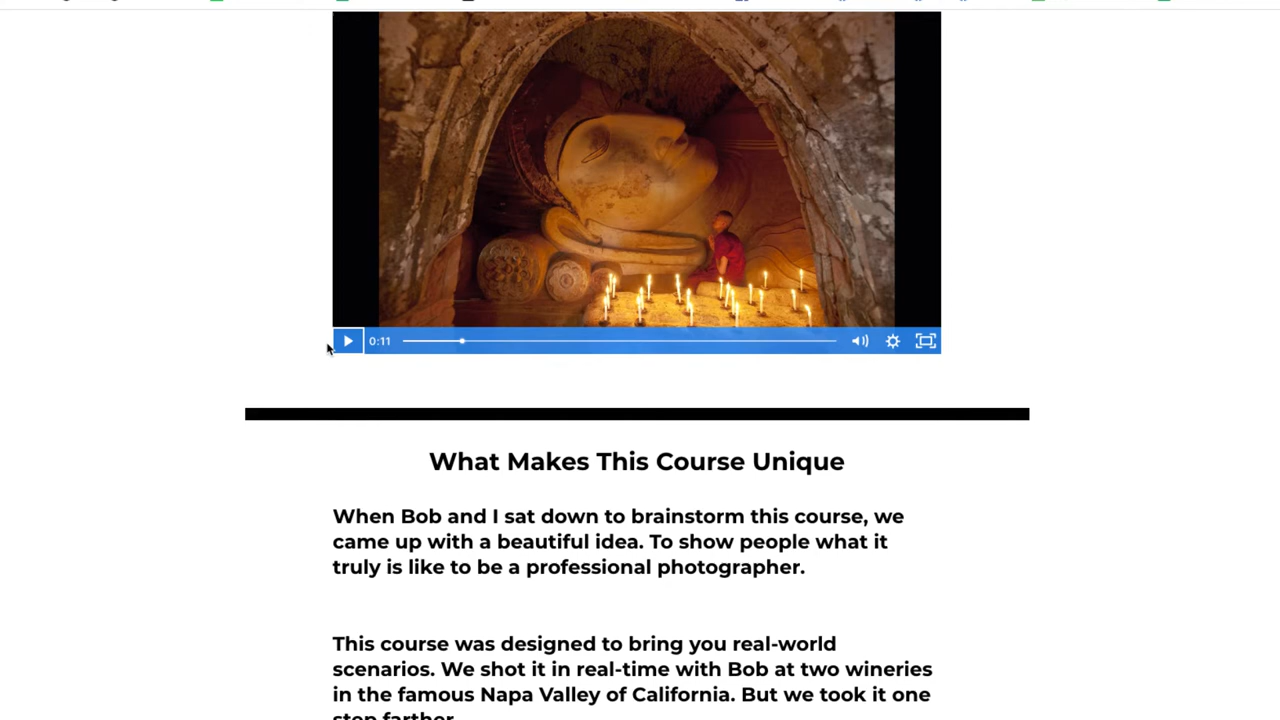 0:11
What Makes This Course Unique
When Bob and I sat down to brainstorm this course, we
came up with a beautiful idea. To show people what it
truly is like to be a professional photographer.
This course was designed to bring you real-world
scenarios. We shot it in real-time with Bob at two wineries
in the famous Napa Valley of California. But we took it one
step farther.